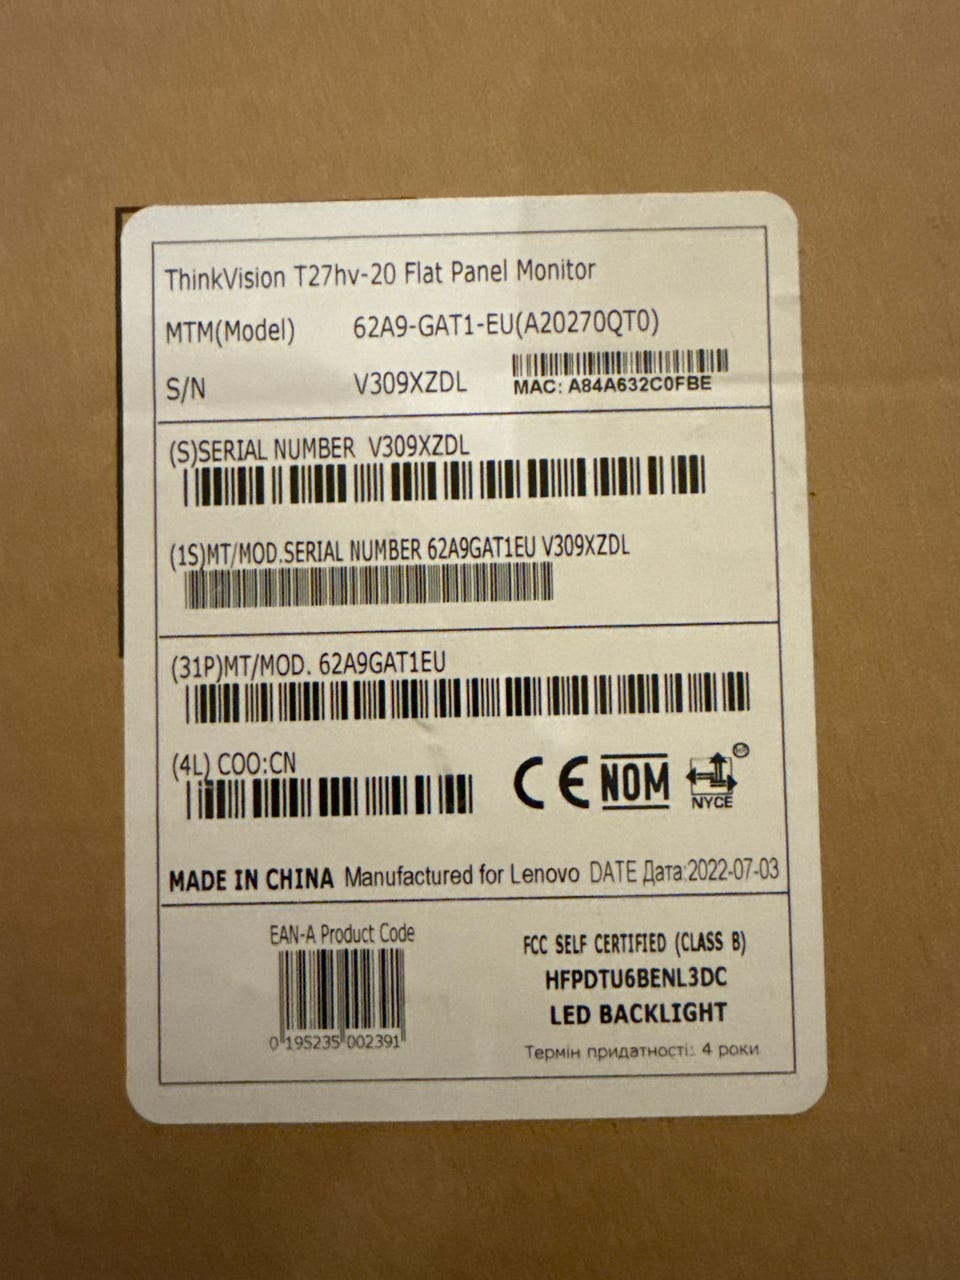 ThinkVision T27hv-20 Flat Panel Monitor
MTM(Model) 62A9-GAT1-EU(A20270QT0)
S/N V309XZDL
MAC: A84A632C0FBE
(S)SERIAL NUMBER V309XZDL
(1S)MT/MOD.SERIAL NUMBER 62A9GAT1EU V309XZDL
(31P)MT/MOD. 62A9GAT1EU
(4L) COO:CN
CE NOM NYCE
MADE IN CHINA Manufactured for Lenovo DATE Дата:2022-07-03
EAN-A Product Code
0 195235 002391
FCC SELF CERTIFIED (CLASS B)
HFPDTU6BENL3DC
LED BACKLIGHT
Термін придатності: 4 роки